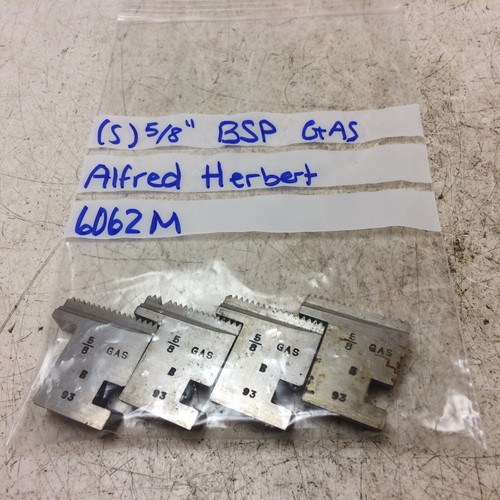 (S) 5/8" BSP GAS
Alfred Herbert
6062M
5/8 GAS
B
93
5/8 GAS
B
93
5/8 GAS
B
93
5/8 GAS
B
93